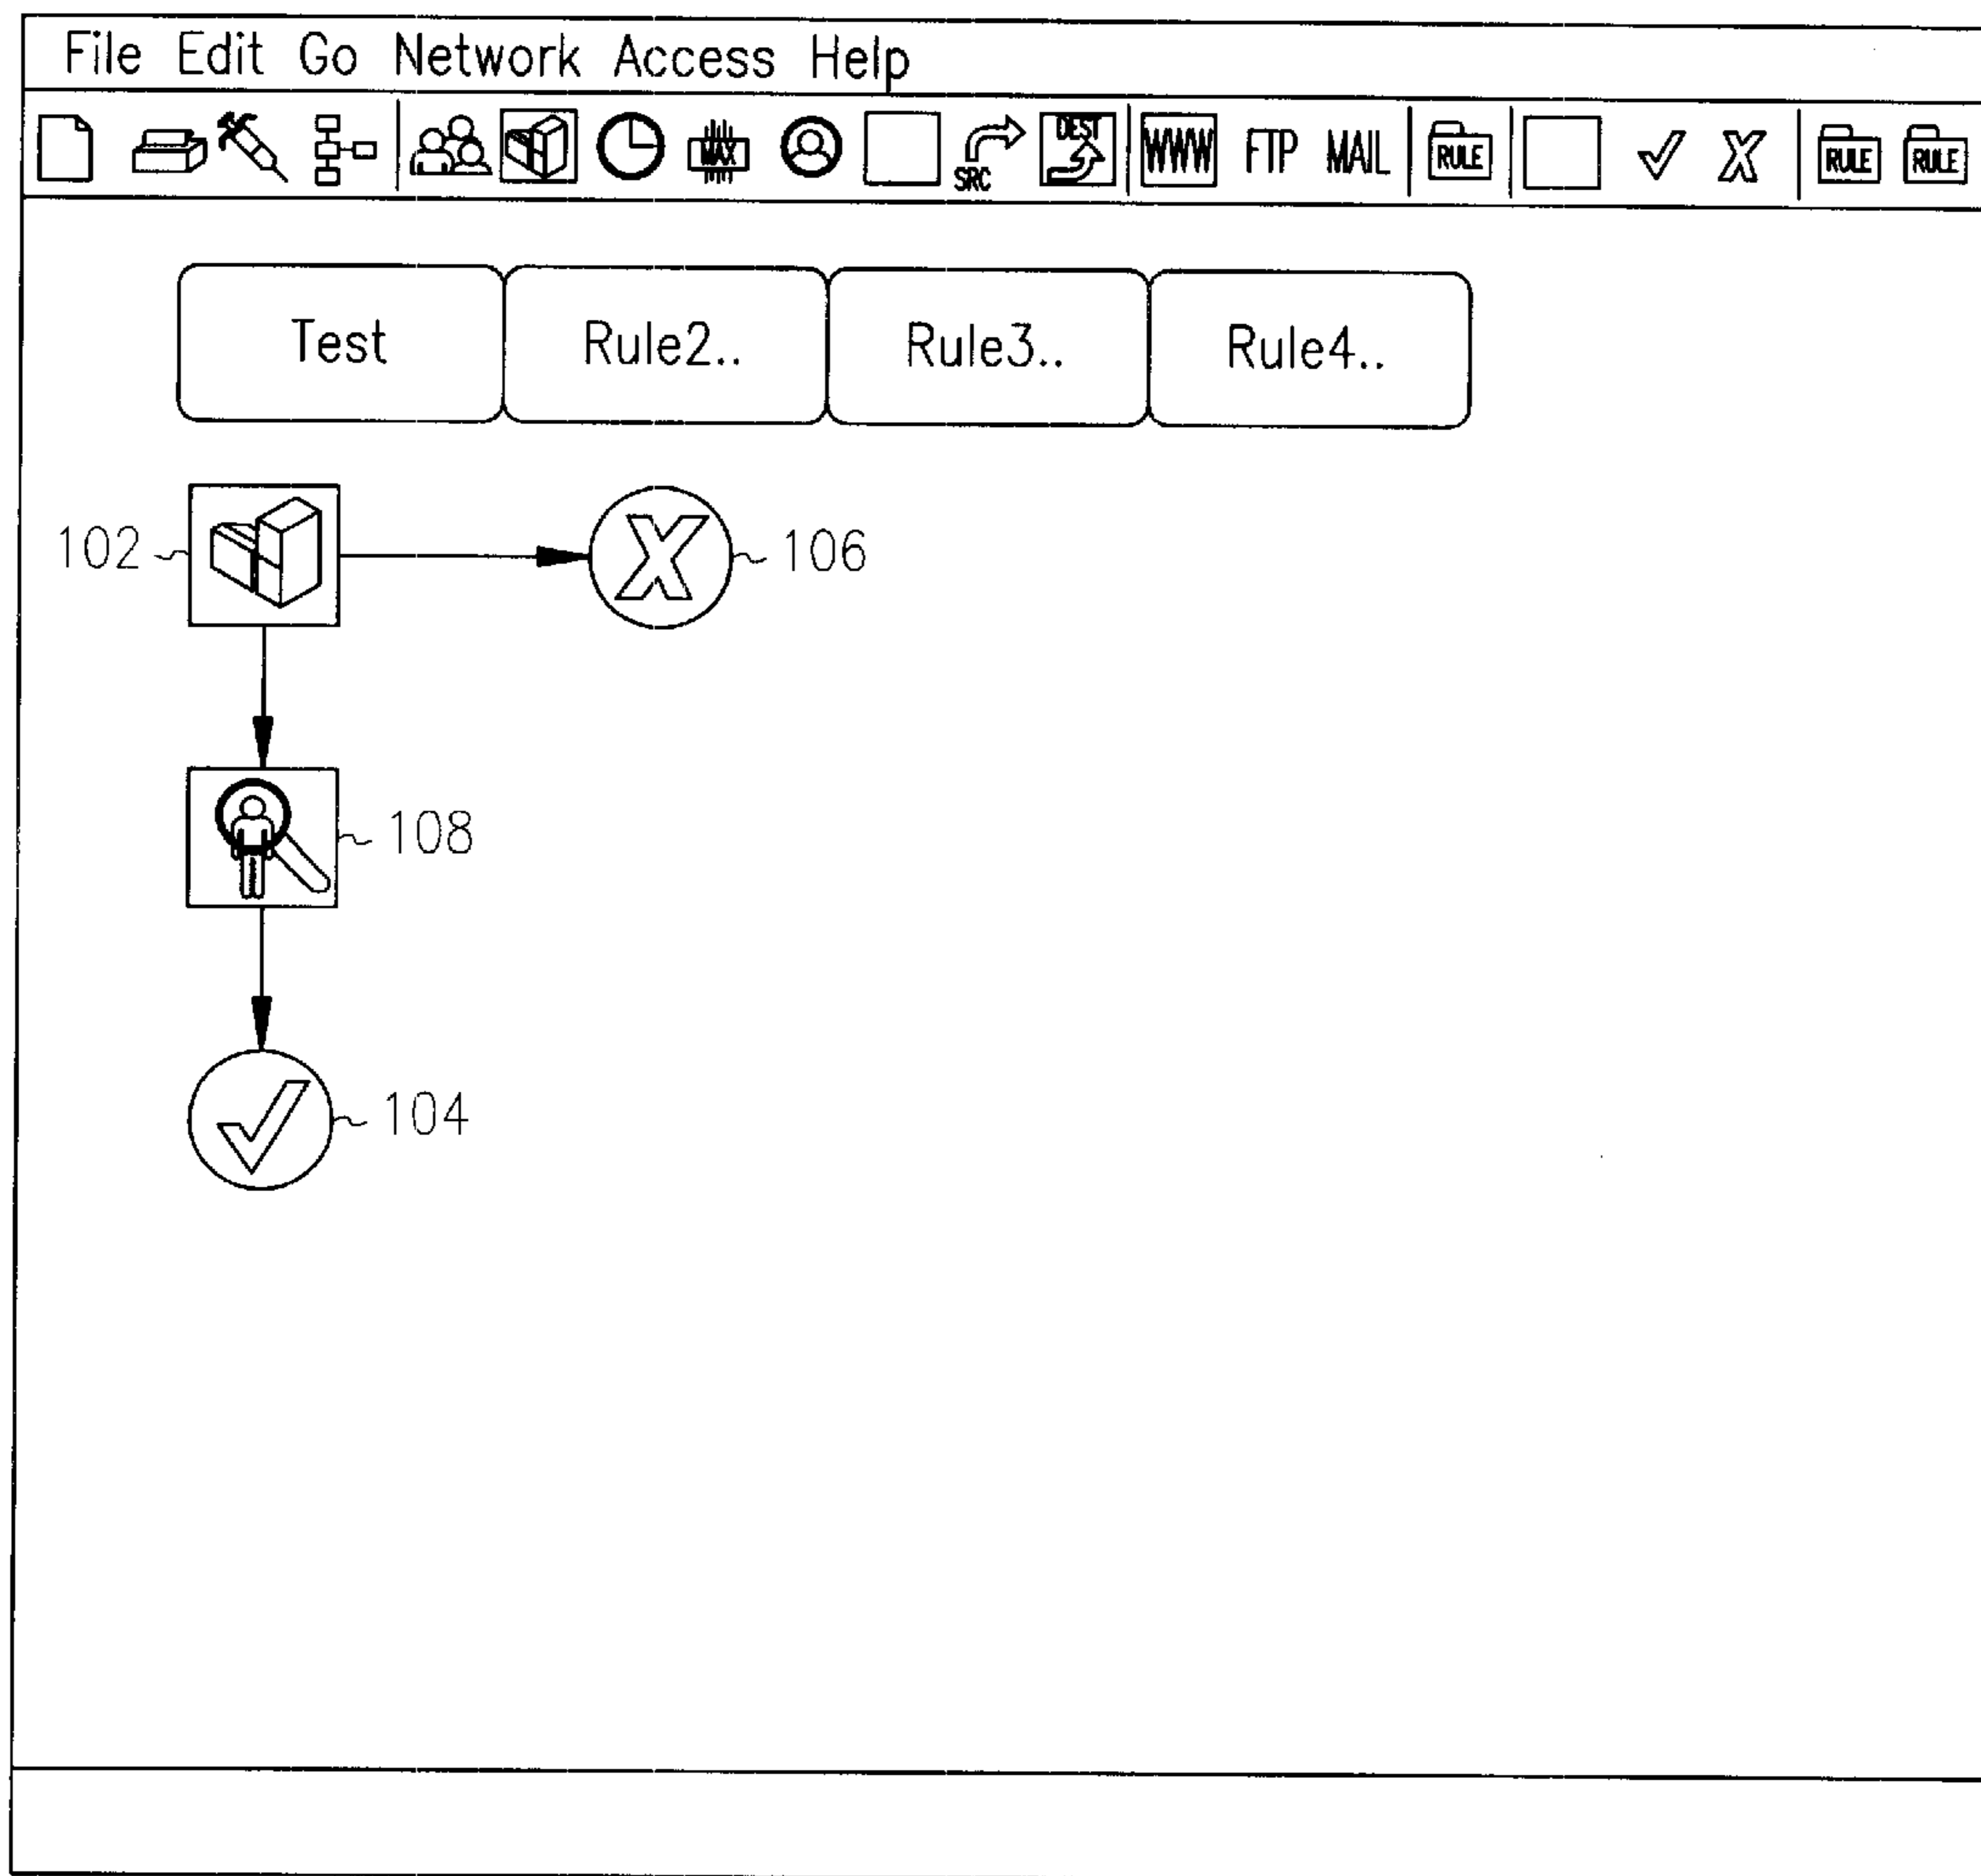 File Edit Go Network Access Help
MAX SRC DEST WWW FTP MAIL RULE RULE RULE
Test Rule2.. Rule3.. Rule4..
102 106
108
104